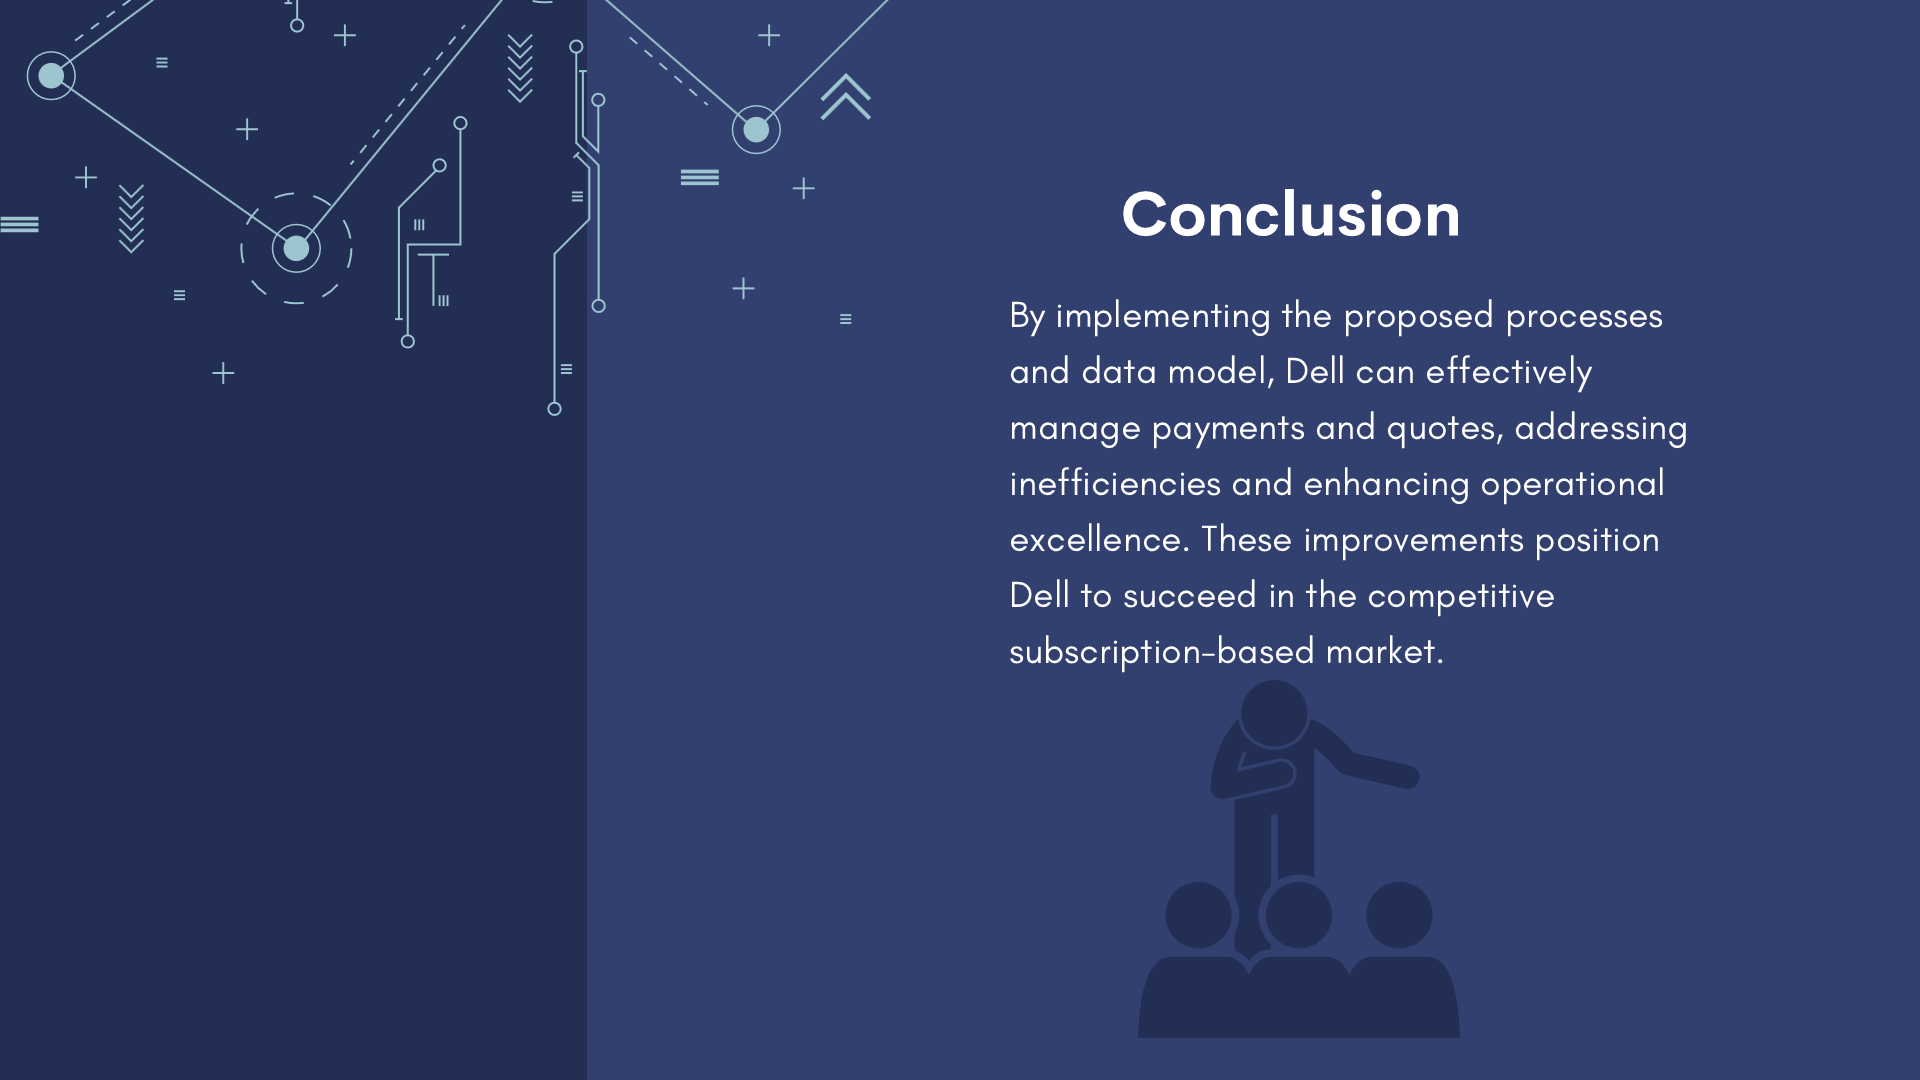 Conclusion
By implementing the proposed processes
and data model, Dell can effectively
manage payments and quotes, addressing
inefficiencies and enhancing operational
excellence. These improvements position
Dell to succeed in the competitive
subscription-based market.